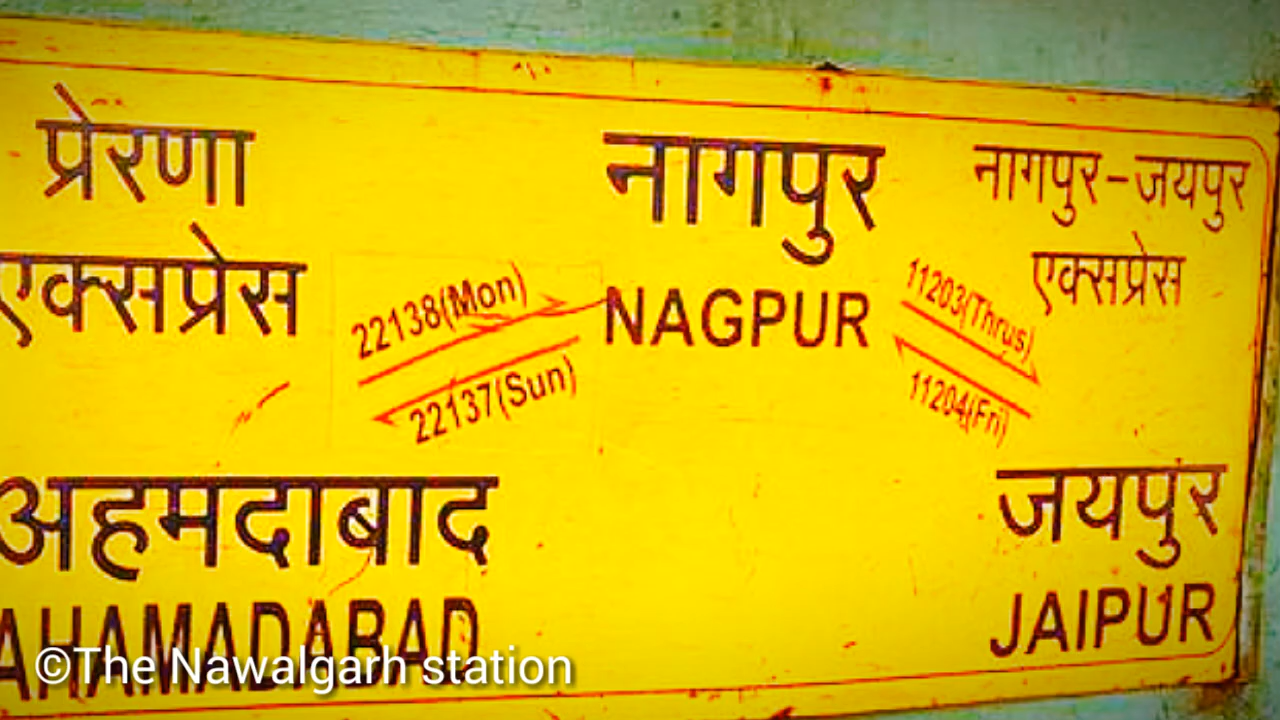 प्रेरणा
एक्सप्रेस
22138(Mon)
22137(Sun)
अहमदाबाद
AHAMADABAD
नागपुर
NAGPUR
नागपुर-जयपुर
एक्सप्रेस
11203(Thrus)
11204(Fri)
जयपुर
JAIPUR
©The Nawalgarh station